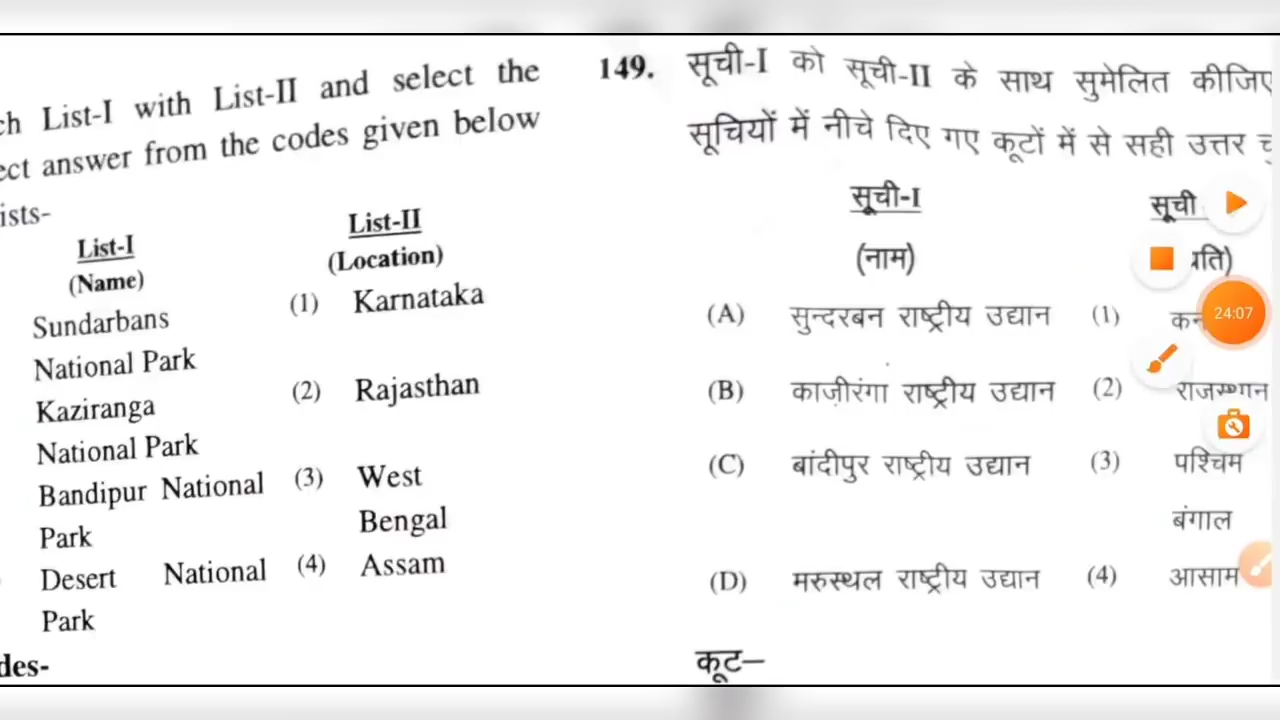 ch List-I with List-II and select the
ect answer from the codes given below
ists-
List-I
List-II
(Name)
(Location)
Sundarbans
National Park
(1) Karnataka
Kaziranga
National Park
(2) Rajasthan
Bandipur National
Park
(3) West
Bengal
Desert National
Park
(4) Assam
des-
149. सूची-I को सूची-II के साथ सुमेलित कीजिए
सूचियों में नीचे दिए गए कूटों में से सही उत्तर
सूची-I
सूची
(नाम)
(A) सुन्दरबन राष्ट्रीय उद्यान (1)
(B) काज़ीरंगा राष्ट्रीय उद्यान (2) राजस्थान
(C) बांदीपुर राष्ट्रीय उद्यान (3) पश्चिम
बंगाल
(D) मरुस्थल राष्ट्रीय उद्यान (4) आसाम
कूट–
24:07